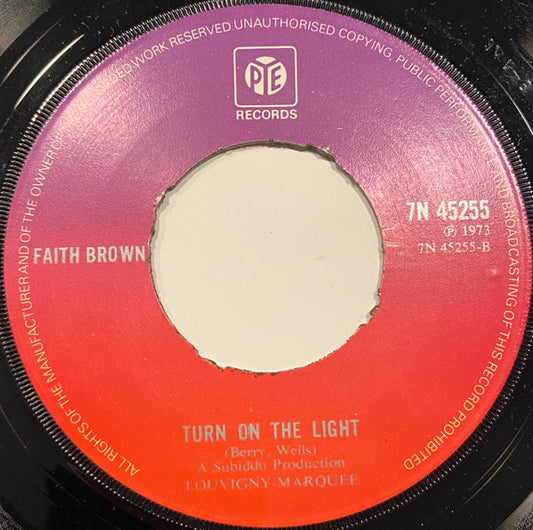 ALL RIGHTS OF THE MANUFACTURER AND OF THE OWNER OF RECORDED WORK RESERVED UNAUTHORISED COPYING, PUBLIC PERFORMANCE AND BROADCASTING OF THIS RECORD PROHIBITED
PYE
RECORDS
7N 45255
℗ 1973
7N 45255-B
FAITH BROWN
TURN ON THE LIGHT
(Berry, Wells)
A Subiddu Production
LOUVIGNY-MARQUEE